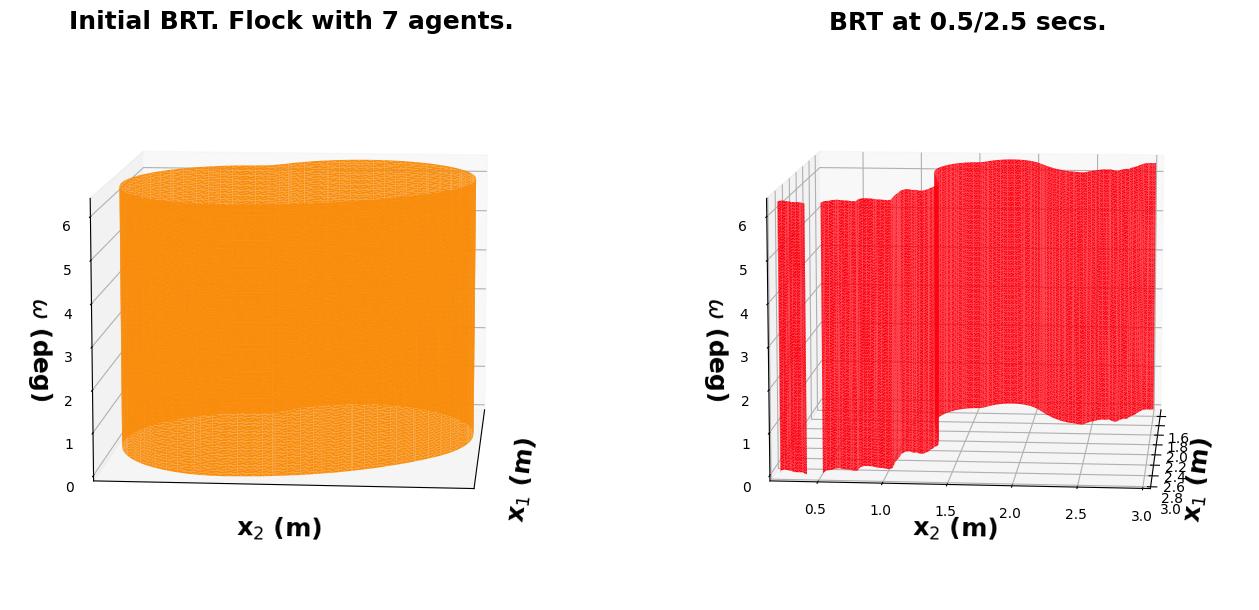 Initial BRT. Flock with 7 agents.
6
5
4
3
2
1
0
ω (deg)
x₂ (m)
x₁ (m)
BRT at 0.5/2.5 secs.
6
5
4
3
2
1
0
ω (deg)
0.5 1.0 1.5 2.0 2.5 3.0
x₂ (m)
1.6
1.8
2.0
2.2
2.4
2.6
2.8
3.0
x₁ (m)